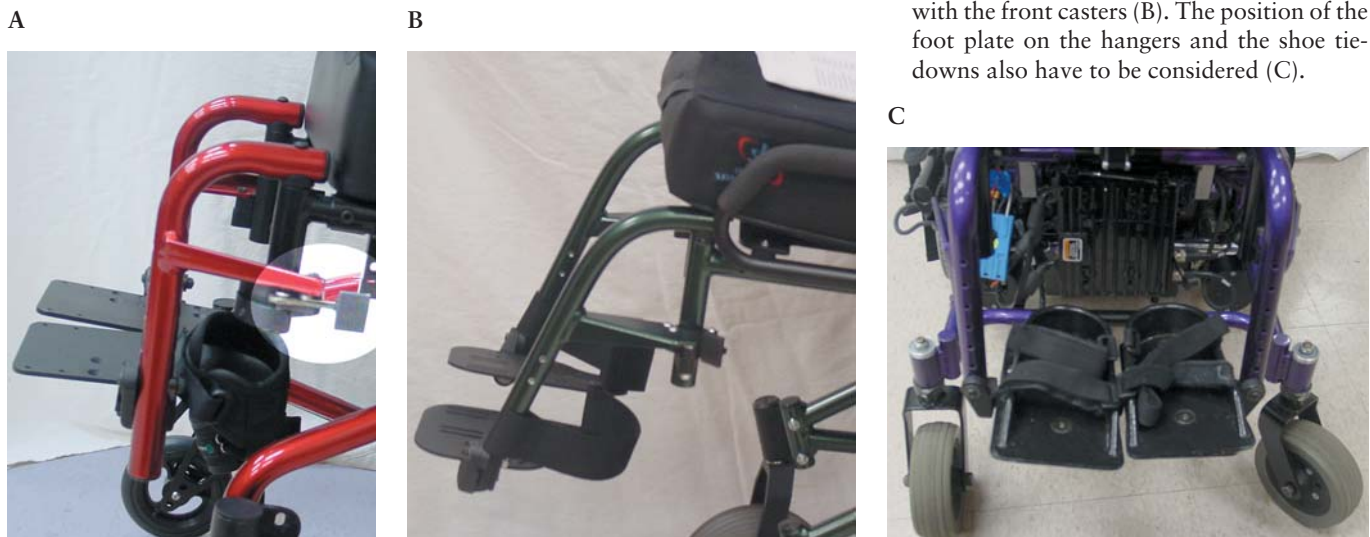 A
B
with the front casters (B). The position of the
foot plate on the hangers and the shoe tie-
downs also have to be considered (C).
C